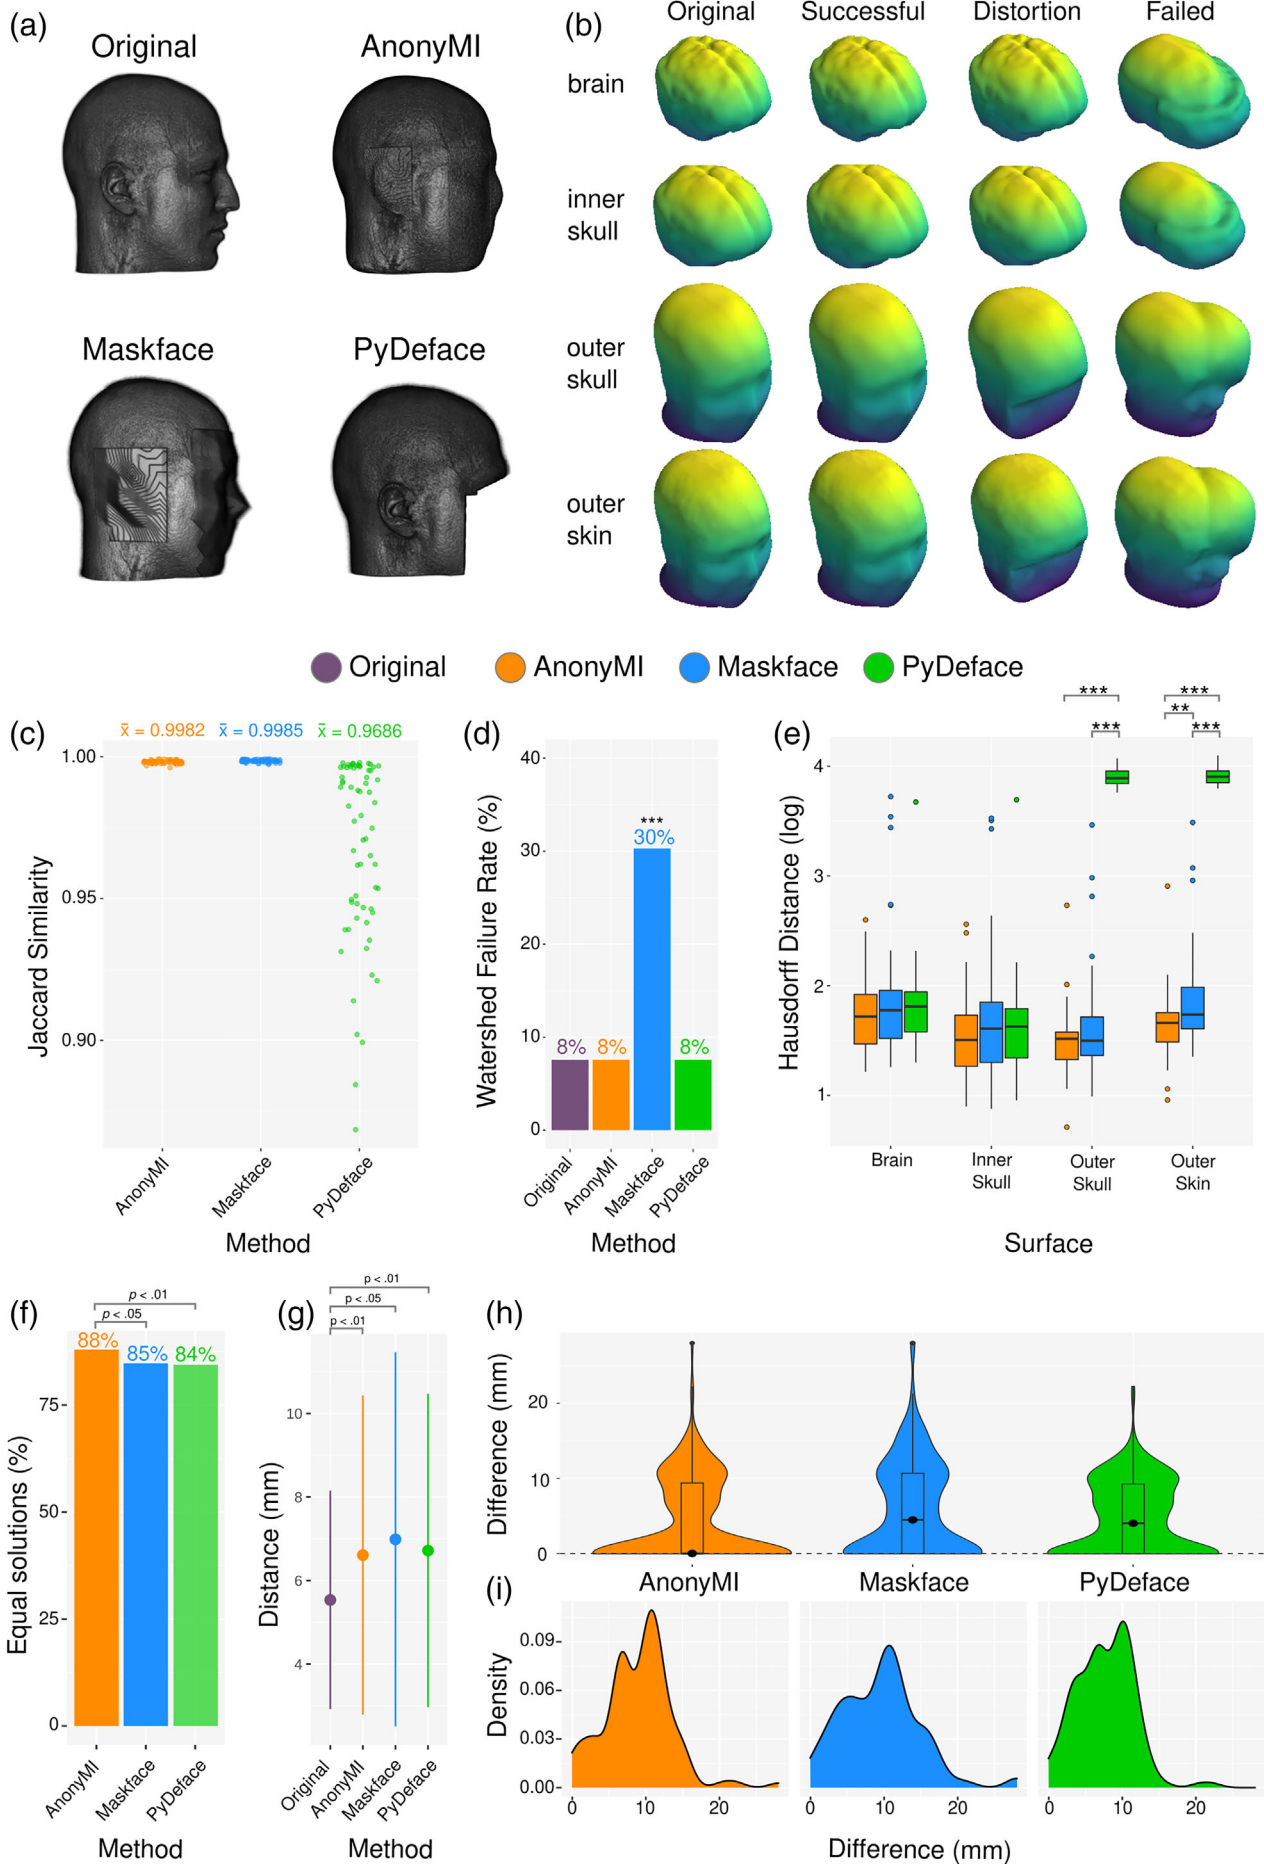 (a)
Original
AnonyMI
Maskface
PyDeface
(b)
Original
Successful
Distortion
Failed
brain
inner
skull
outer
skull
outer
skin
Original
AnonyMI
Maskface
PyDeface
(c)
x̄ = 0.9982
x̄ = 0.9985
x̄ = 0.9686
Jaccard Similarity
1.00
0.95
0.90
AnonyMI
Maskface
PyDeface
Method
(d)
Watershed Failure Rate (%)
40
30
20
10
0
8%
8%
***
30%
8%
Original
AnonyMI
Maskface
PyDeface
Method
(e)
***
***
***
**
***
Hausdorff Distance (log)
4
3
2
1
Brain
Inner
Skull
Outer
Skull
Outer
Skin
Surface
(f)
p < .01
p < .05
88%
85%
84%
Equal solutions (%)
75
50
25
0
AnonyMI
Maskface
PyDeface
Method
(g)
p < .01
p < .05
p < .01
Distance (mm)
10
8
6
4
Original
AnonyMI
Maskface
PyDeface
Method
(h)
Difference (mm)
20
10
0
AnonyMI
Maskface
PyDeface
(i)
Density
0.09
0.06
0.03
0.00
0
10
20
0
10
20
0
10
20
Difference (mm)